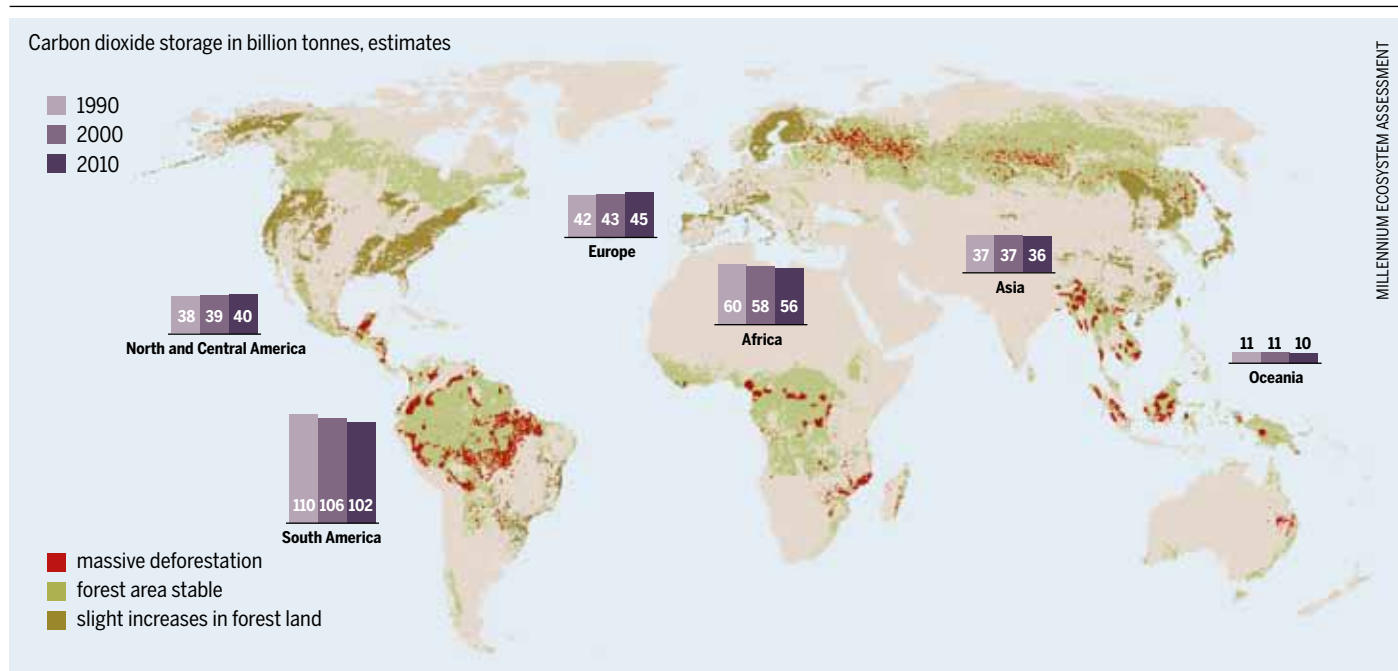 Carbon dioxide storage in billion tonnes, estimates
MILLENNIUM ECOSYSTEM ASSESSMENT
1990
2000
2010
42 43 45
Europe
37 37 36
Asia
60 58 56
Africa
38 39 40
North and Central America
11 11 10
Oceania
110 106 102
South America
massive deforestation
forest area stable
slight increases in forest land